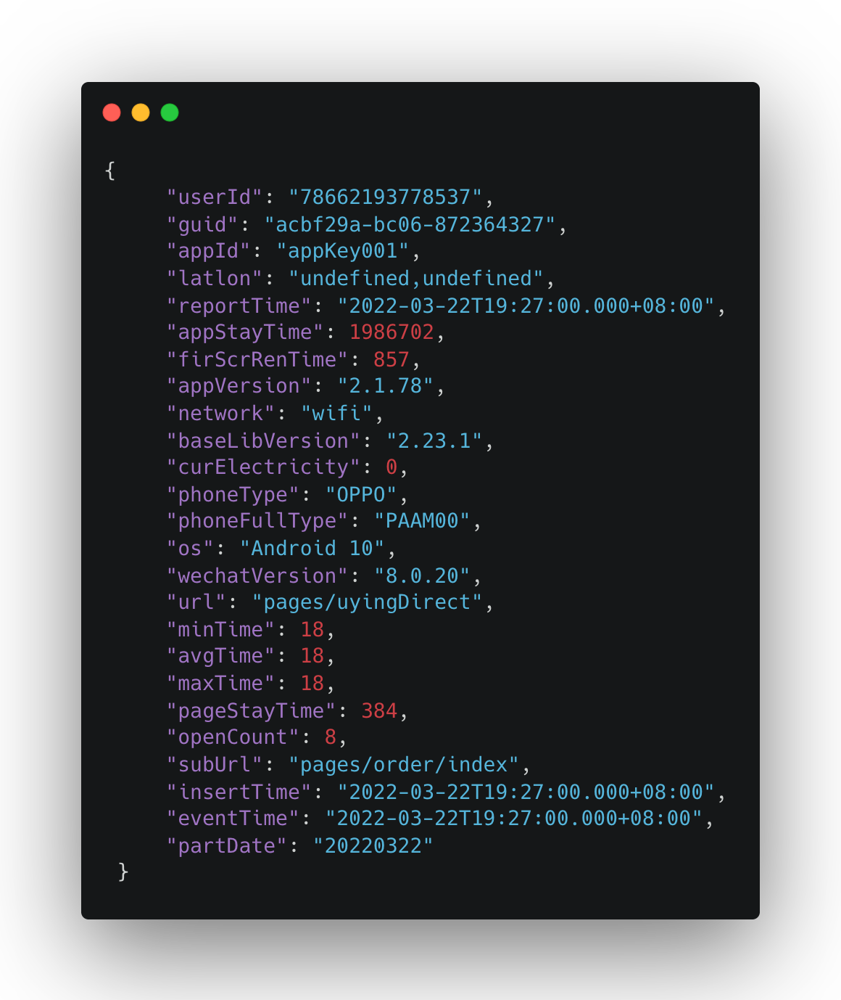 {
"userId": "78662193778537",
"guid": "acbf29a-bc06-872364327",
"appId": "appKey001",
"latlon": "undefined,undefined",
"reportTime": "2022-03-22T19:27:00.000+08:00",
"appStayTime": 1986702,
"firScrRenTime": 857,
"appVersion": "2.1.78",
"network": "wifi",
"baseLibVersion": "2.23.1",
"curElectricity": 0,
"phoneType": "OPPO",
"phoneFullType": "PAAM00",
"os": "Android 10",
"wechatVersion": "8.0.20",
"url": "pages/uyingDirect",
"minTime": 18,
"avgTime": 18,
"maxTime": 18,
"pageStayTime": 384,
"openCount": 8,
"subUrl": "pages/order/index",
"insertTime": "2022-03-22T19:27:00.000+08:00",
"eventTime": "2022-03-22T19:27:00.000+08:00",
"partDate": "20220322"
}